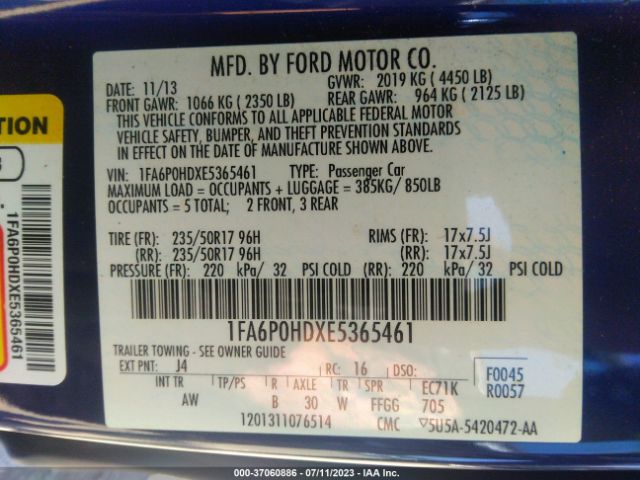 MFD. BY FORD MOTOR CO.
DATE: 11/13 GVWR: 2019 KG ( 4450 LB)
FRONT GAWR: 1066 KG ( 2350 LB) REAR GAWR: 964 KG ( 2125 LB)
THIS VEHICLE CONFORMS TO ALL APPLICABLE FEDERAL MOTOR
VEHICLE SAFETY, BUMPER, AND THEFT PREVENTION STANDARDS
IN EFFECT ON THE DATE OF MANUFACTURE SHOWN ABOVE.
VIN: 1FA6P0HDXE5365461 TYPE: Passenger Car
MAXIMUM LOAD = OCCUPANTS + LUGGAGE = 385KG/ 850LB
OCCUPANTS = 5 TOTAL; 2 FRONT, 3 REAR
TIRE (FR): 235/50R17 96H RIMS (FR): 17x7.5J
(RR): 235/50R17 96H (RR): 17x7.5J
PRESSURE (FR): 220 kPa/ 32 PSI COLD (RR): 220 kPa/ 32 PSI COLD
1FA6P0HDXE5365461
TRAILER TOWING - SEE OWNER GUIDE
EXT PNT: J4 RC: 16 DSO: F0045
R0057
INT TR TP/PS R AXLE TR SPR EC71K
AW B 30 W FFGG 705
1201311076514 CMC ▽5U5A-5420472-AA
TION
1FA6P0HDXE5365461
000-37060886 - 07/11/2023 - IAA Inc.